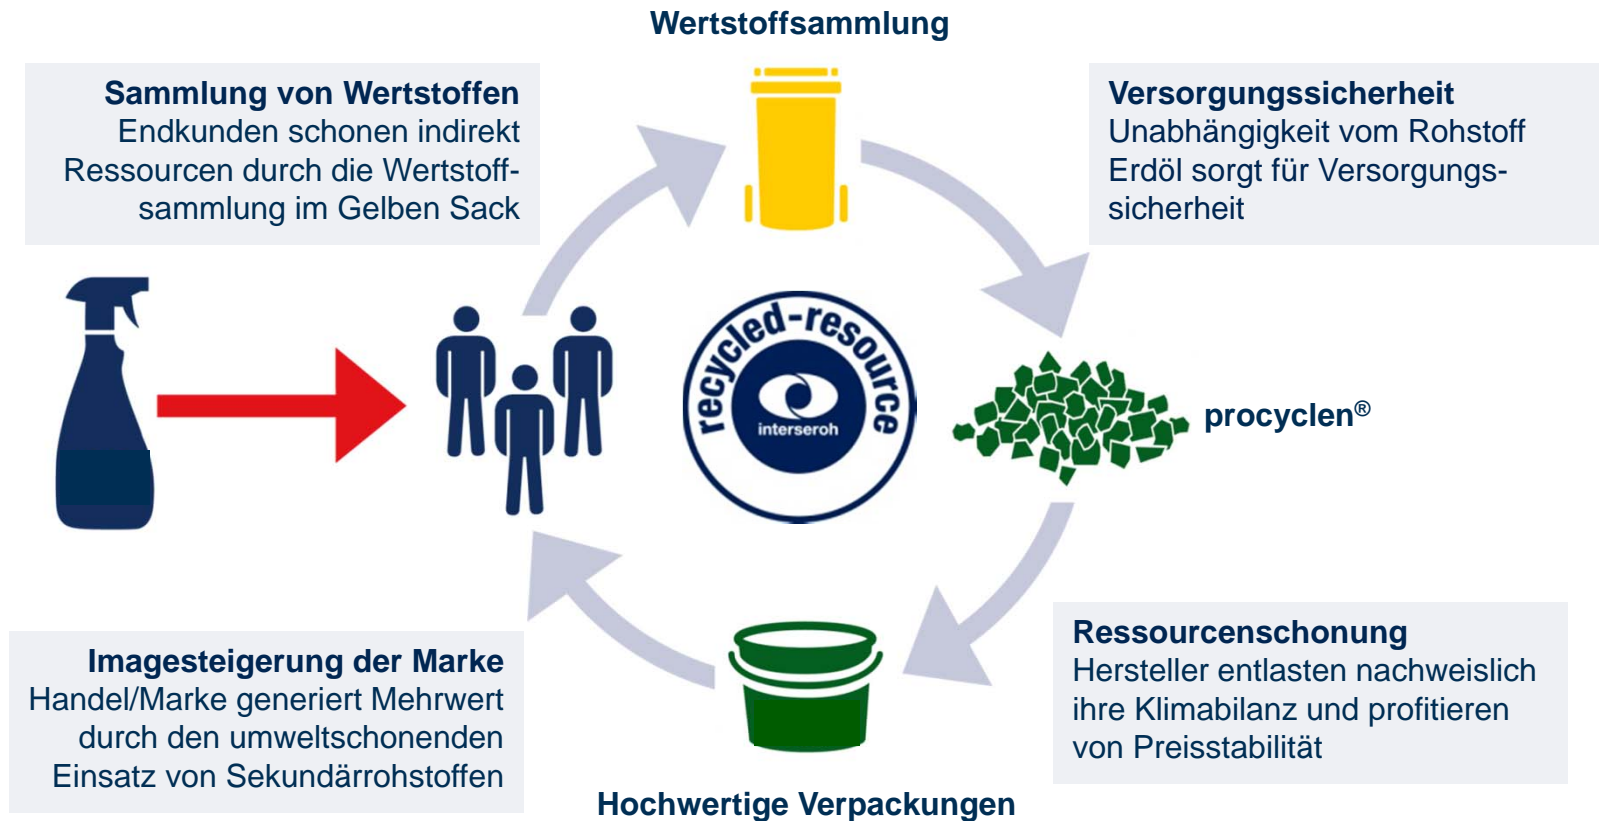 Wertstoffsammlung
Sammlung von Wertstoffen
Endkunden schonen indirekt
Ressourcen durch die Wertstoff-
sammlung im Gelben Sack
Versorgungssicherheit
Unabhängigkeit vom Rohstoff
Erdöl sorgt für Versorgungs-
sicherheit
recycled-resource
interseroh
procyclen®
Imagesteigerung der Marke
Handel/Marke generiert Mehrwert
durch den umweltschonenden
Einsatz von Sekundärrohstoffen
Ressourcenschonung
Hersteller entlasten nachweislich
ihre Klimabilanz und profitieren
von Preisstabilität
Hochwertige Verpackungen